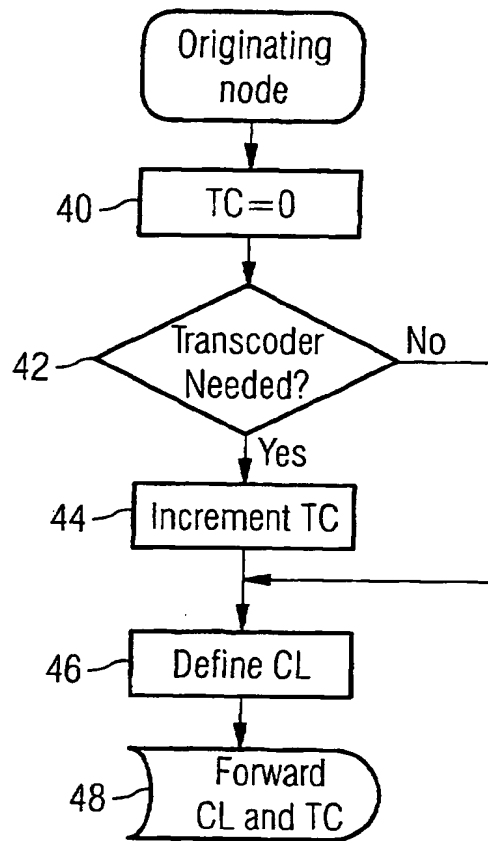 Originating
node
40
TC=0
42
Transcoder
Needed?
No
Yes
44
Increment TC
46
Define CL
48
Forward
CL and TC